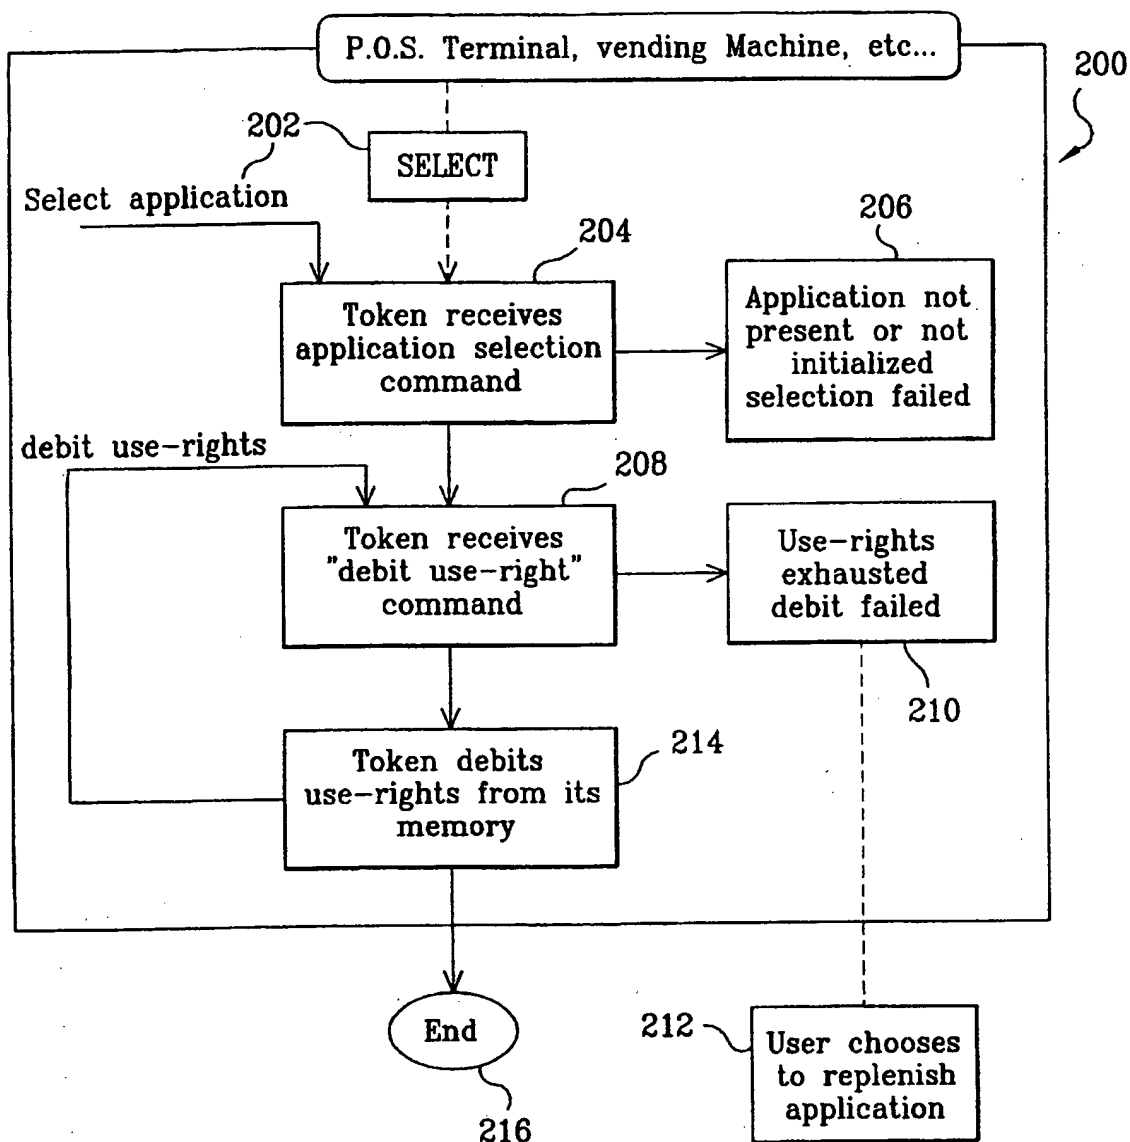 P.O.S. Terminal, vending Machine, etc...
200
202
SELECT
Select application
204
206
Token receives
application selection
command
Application not
present or not
initialized
selection failed
debit use-rights
208
Token receives
"debit use-right"
command
Use-rights
exhausted
debit failed
210
214
Token debits
use-rights from its
memory
End
216
212
User chooses
to replenish
application